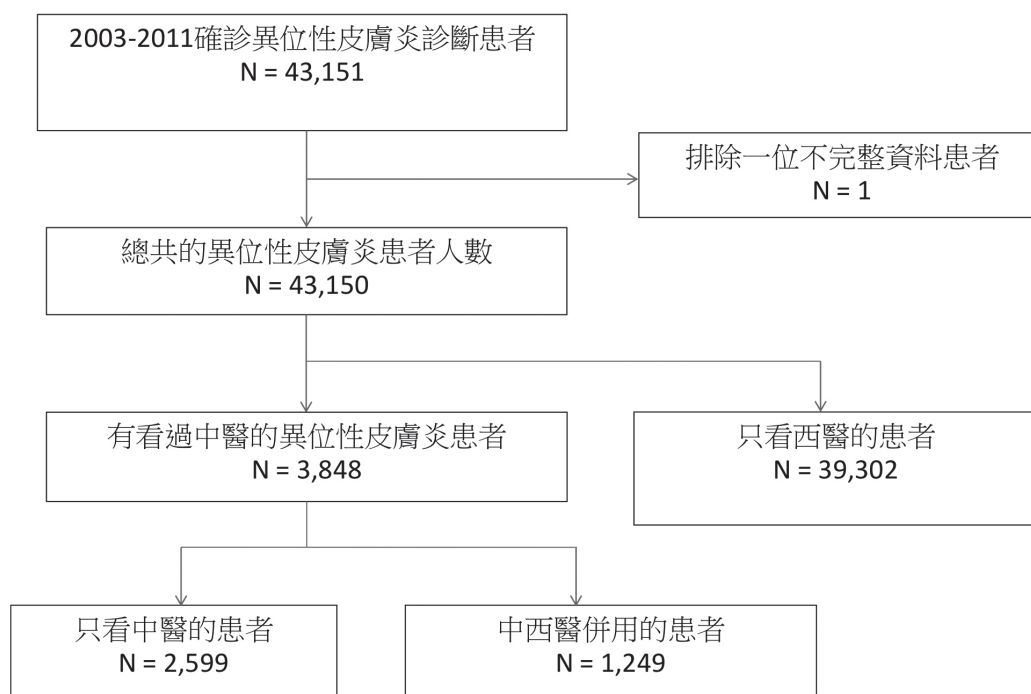 2003-2011確診異位性皮膚炎診斷患者
N = 43,151
排除一位不完整資料患者
N = 1
總共的異位性皮膚炎患者人數
N = 43,150
有看過中醫的異位性皮膚炎患者
N = 3,848
只看西醫的患者
N = 39,302
只看中醫的患者
N = 2,599
中西醫併用的患者
N = 1,249